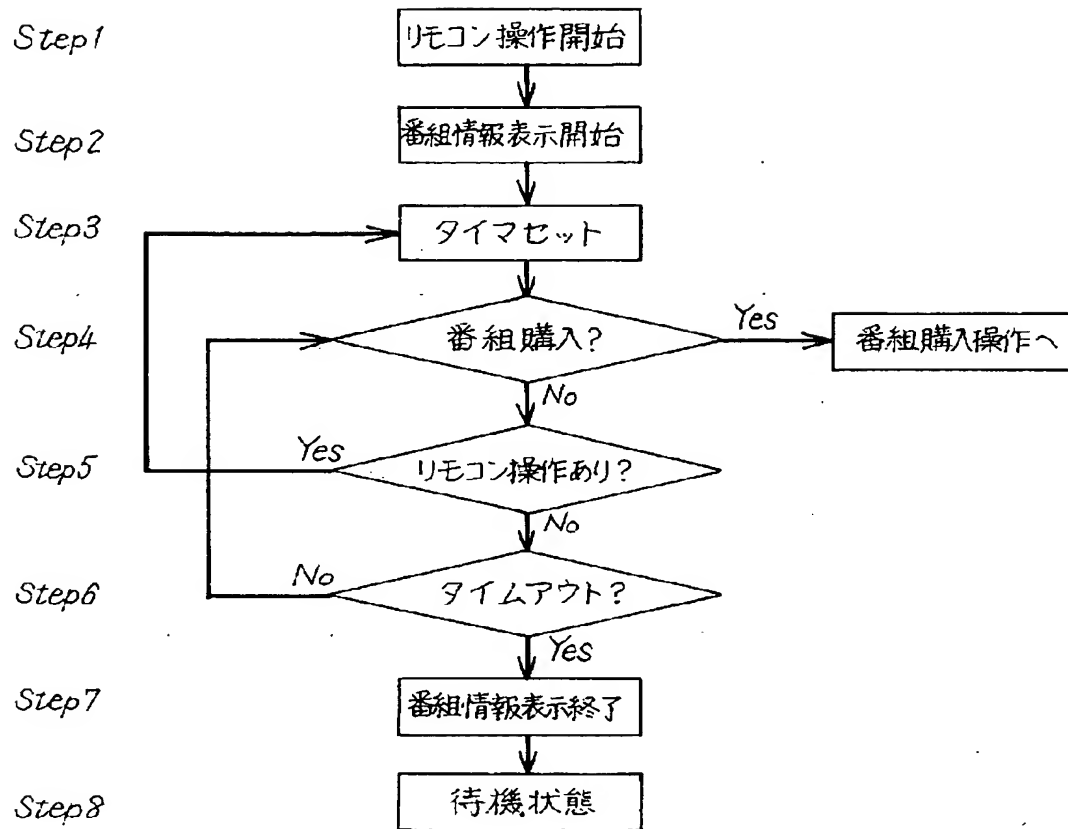 Step1
リモコン操作開始
Step2
番組情報表示開始
Step3
タイマセット
Step4
番組購入?
Yes
番組購入操作へ
No
Step5
Yes
リモコン操作あり?
No
Step6
No
タイムアウト?
Yes
Step7
番組情報表示終了
Step8
待機状態